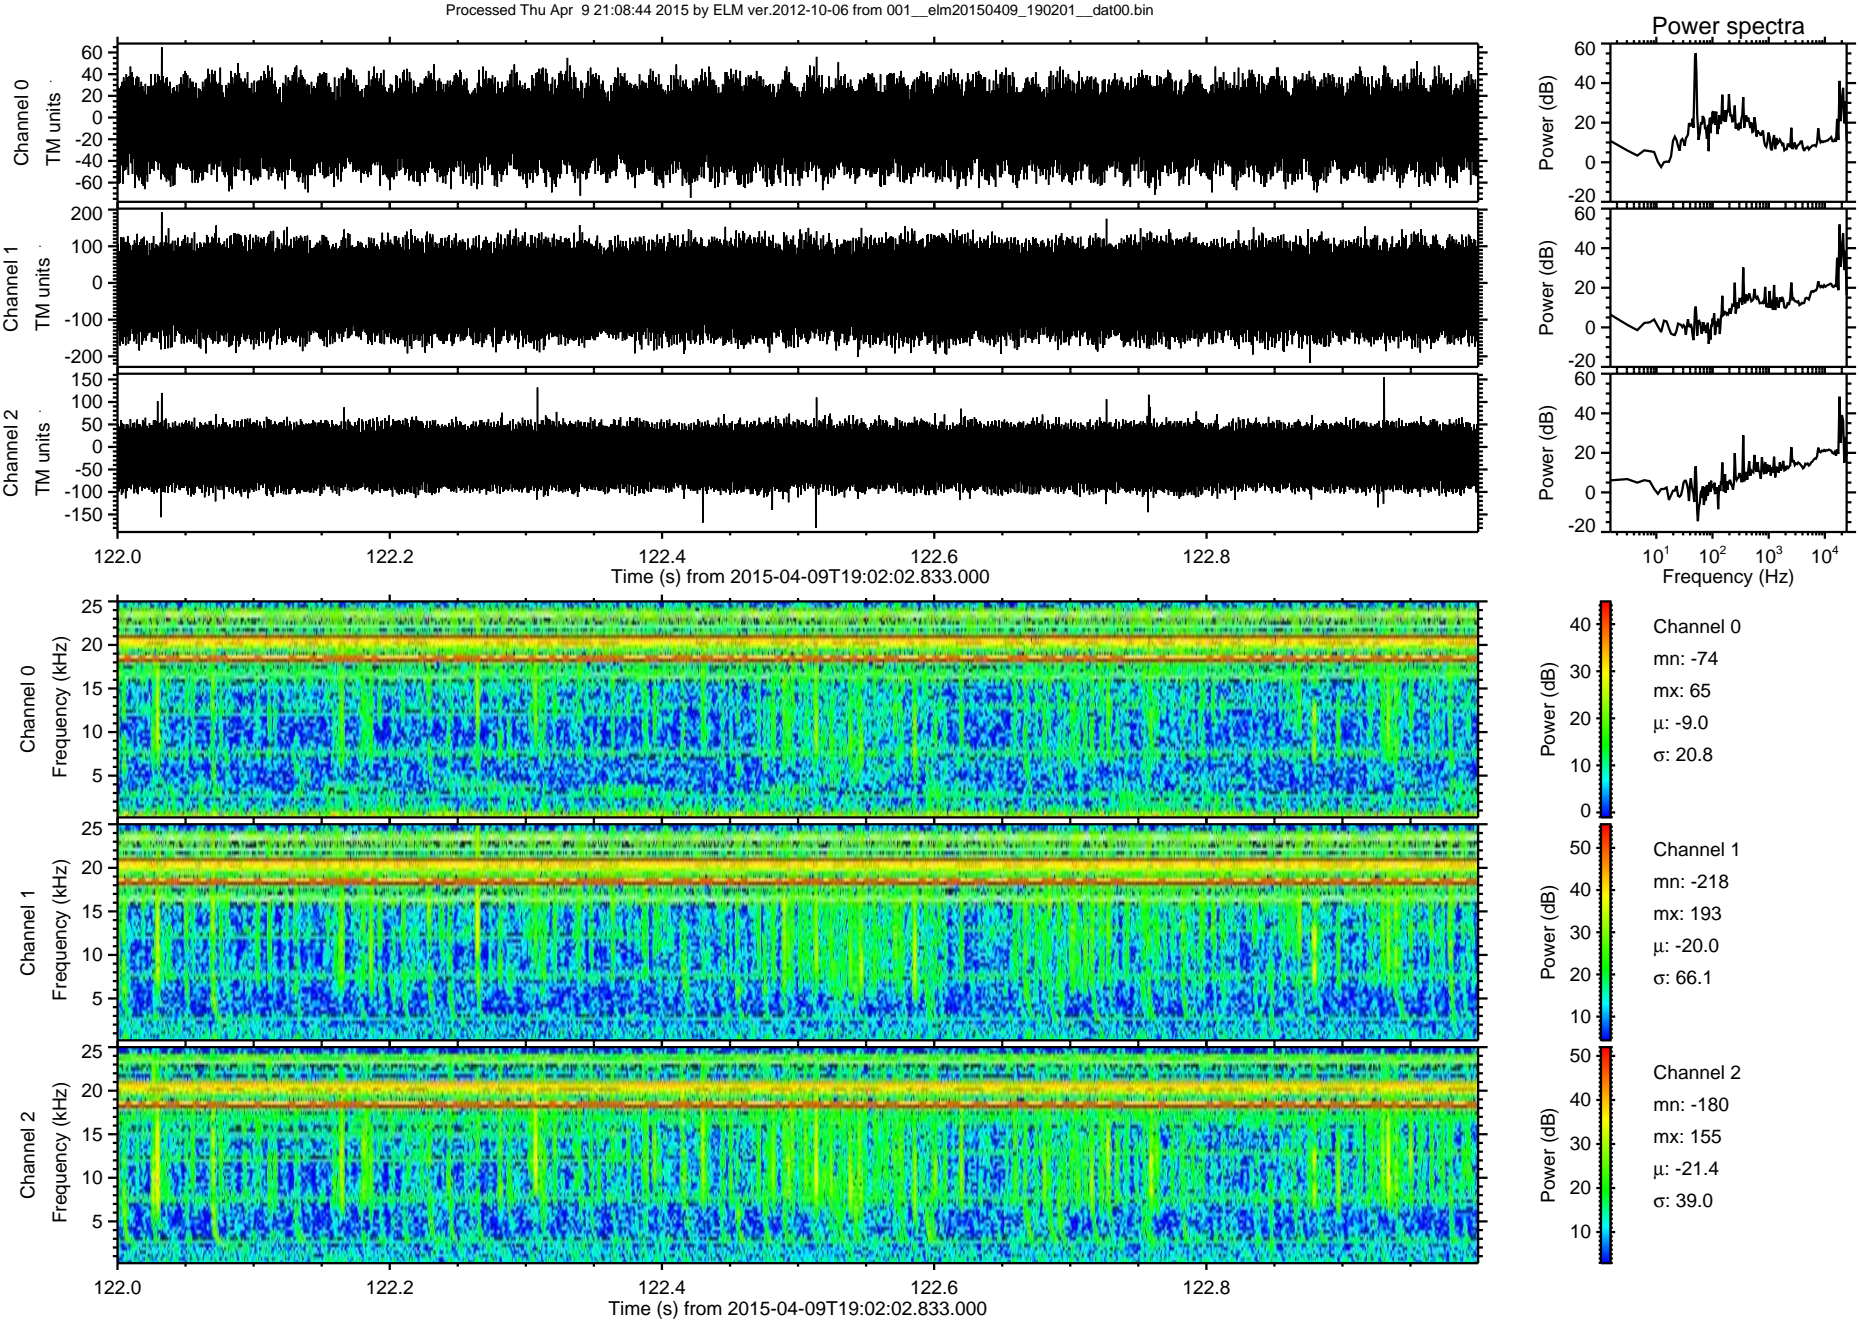 Processed Thu Apr  9 21:08:44 2015 by ELM ver.2012-10-06 from 001__elm20150409_190201__dat00.bin
Power spectra
Channel 0
TM units
60
40
20
0
-20
-40
-60
Power (dB)
60
40
20
0
-20
Channel 1
TM units
200
100
0
-100
-200
Power (dB)
60
40
20
0
-20
Channel 2
TM units
150
100
50
0
-50
-100
-150
Power (dB)
60
40
20
0
-20
122.0 122.2 122.4 122.6 122.8
Time (s) from 2015-04-09T19:02:02.833.000
10^1 10^2 10^3 10^4
Frequency (Hz)
Channel 0
Frequency (kHz)
25
20
15
10
5
Power (dB)
40
30
20
10
0
Channel 0
mn: -74
mx: 65
μ: -9.0
σ: 20.8
Channel 1
Frequency (kHz)
25
20
15
10
5
Power (dB)
50
40
30
20
10
Channel 1
mn: -218
mx: 193
μ: -20.0
σ: 66.1
Channel 2
Frequency (kHz)
25
20
15
10
5
Power (dB)
50
40
30
20
10
Channel 2
mn: -180
mx: 155
μ: -21.4
σ: 39.0
122.0 122.2 122.4 122.6 122.8
Time (s) from 2015-04-09T19:02:02.833.000